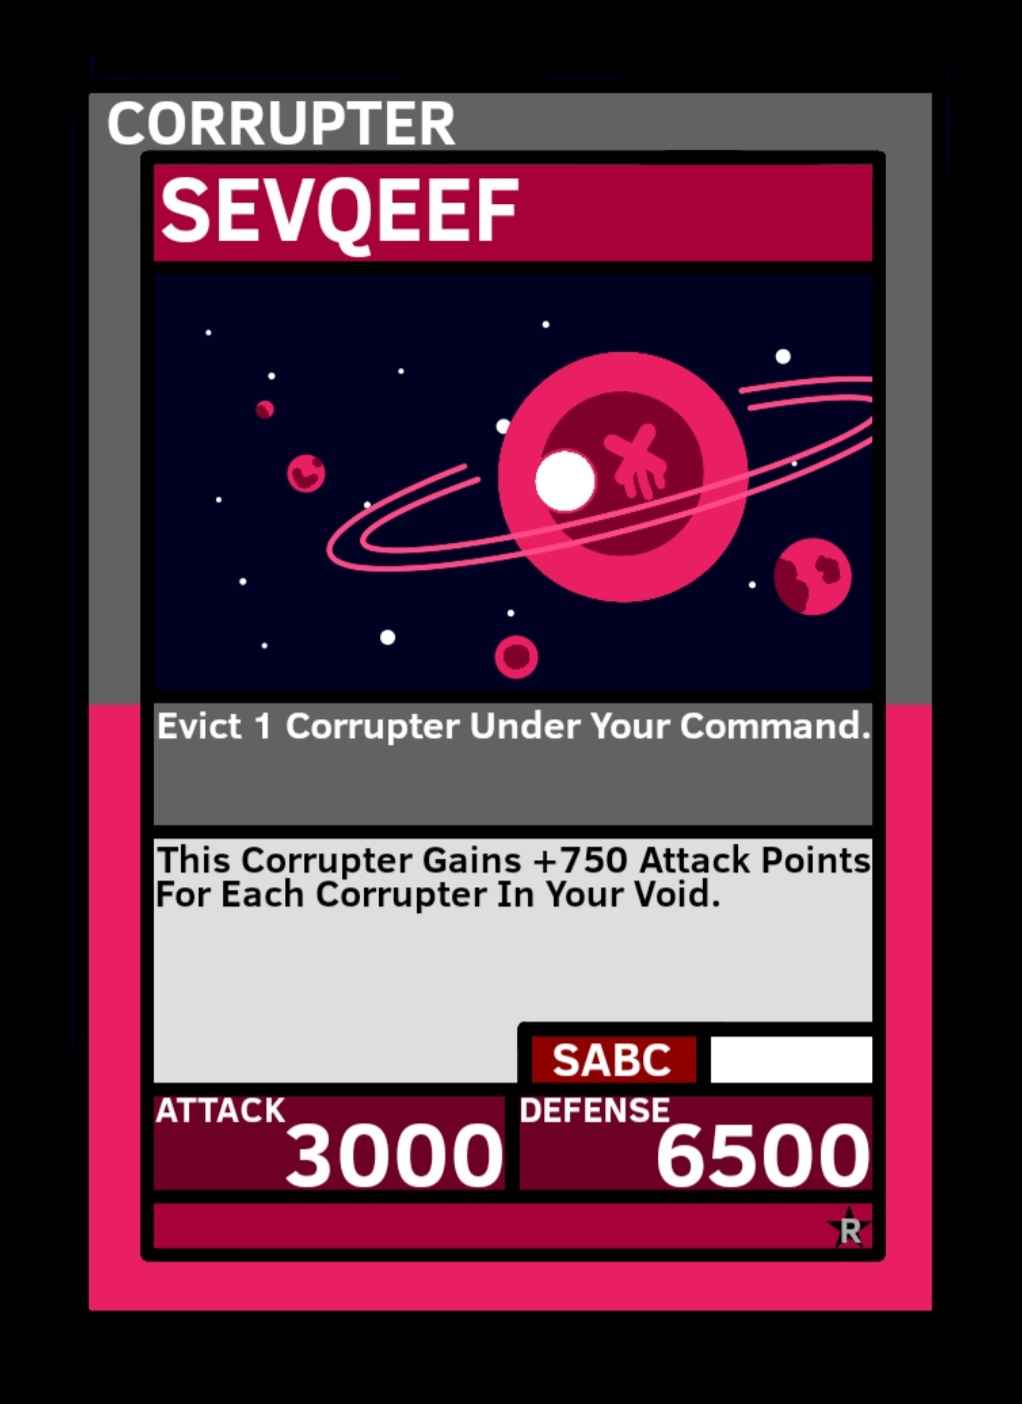 CORRUPTER
SEVQEEF
Evict 1 Corrupter Under Your Command.
This Corrupter Gains +750 Attack Points
For Each Corrupter In Your Void.
SABC
ATTACK
3000
DEFENSE
6500
R